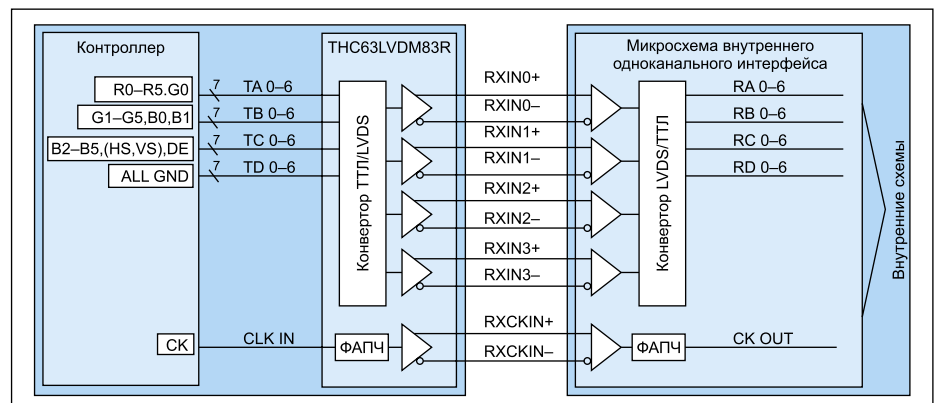 Контроллер
THC63LVDM83R
Микросхема внутреннего
одноканального интерфейса
R0–R5.G0
7
TA 0–6
G1–G5,B0,B1
7
TB 0–6
B2–B5,(HS,VS),DE
7
TC 0–6
ALL GND
7
TD 0–6
Конвертор ТТЛ/LVDS
RXIN0+
RXIN0–
RXIN1+
RXIN1–
RXIN2+
RXIN2–
RXIN3+
RXIN3–
Конвертор LVDS/ТТЛ
RA 0–6
RB 0–6
RC 0–6
RD 0–6
Внутренние схемы
CK
CLK IN
ФАПЧ
RXCKIN+
RXCKIN–
ФАПЧ
CK OUT